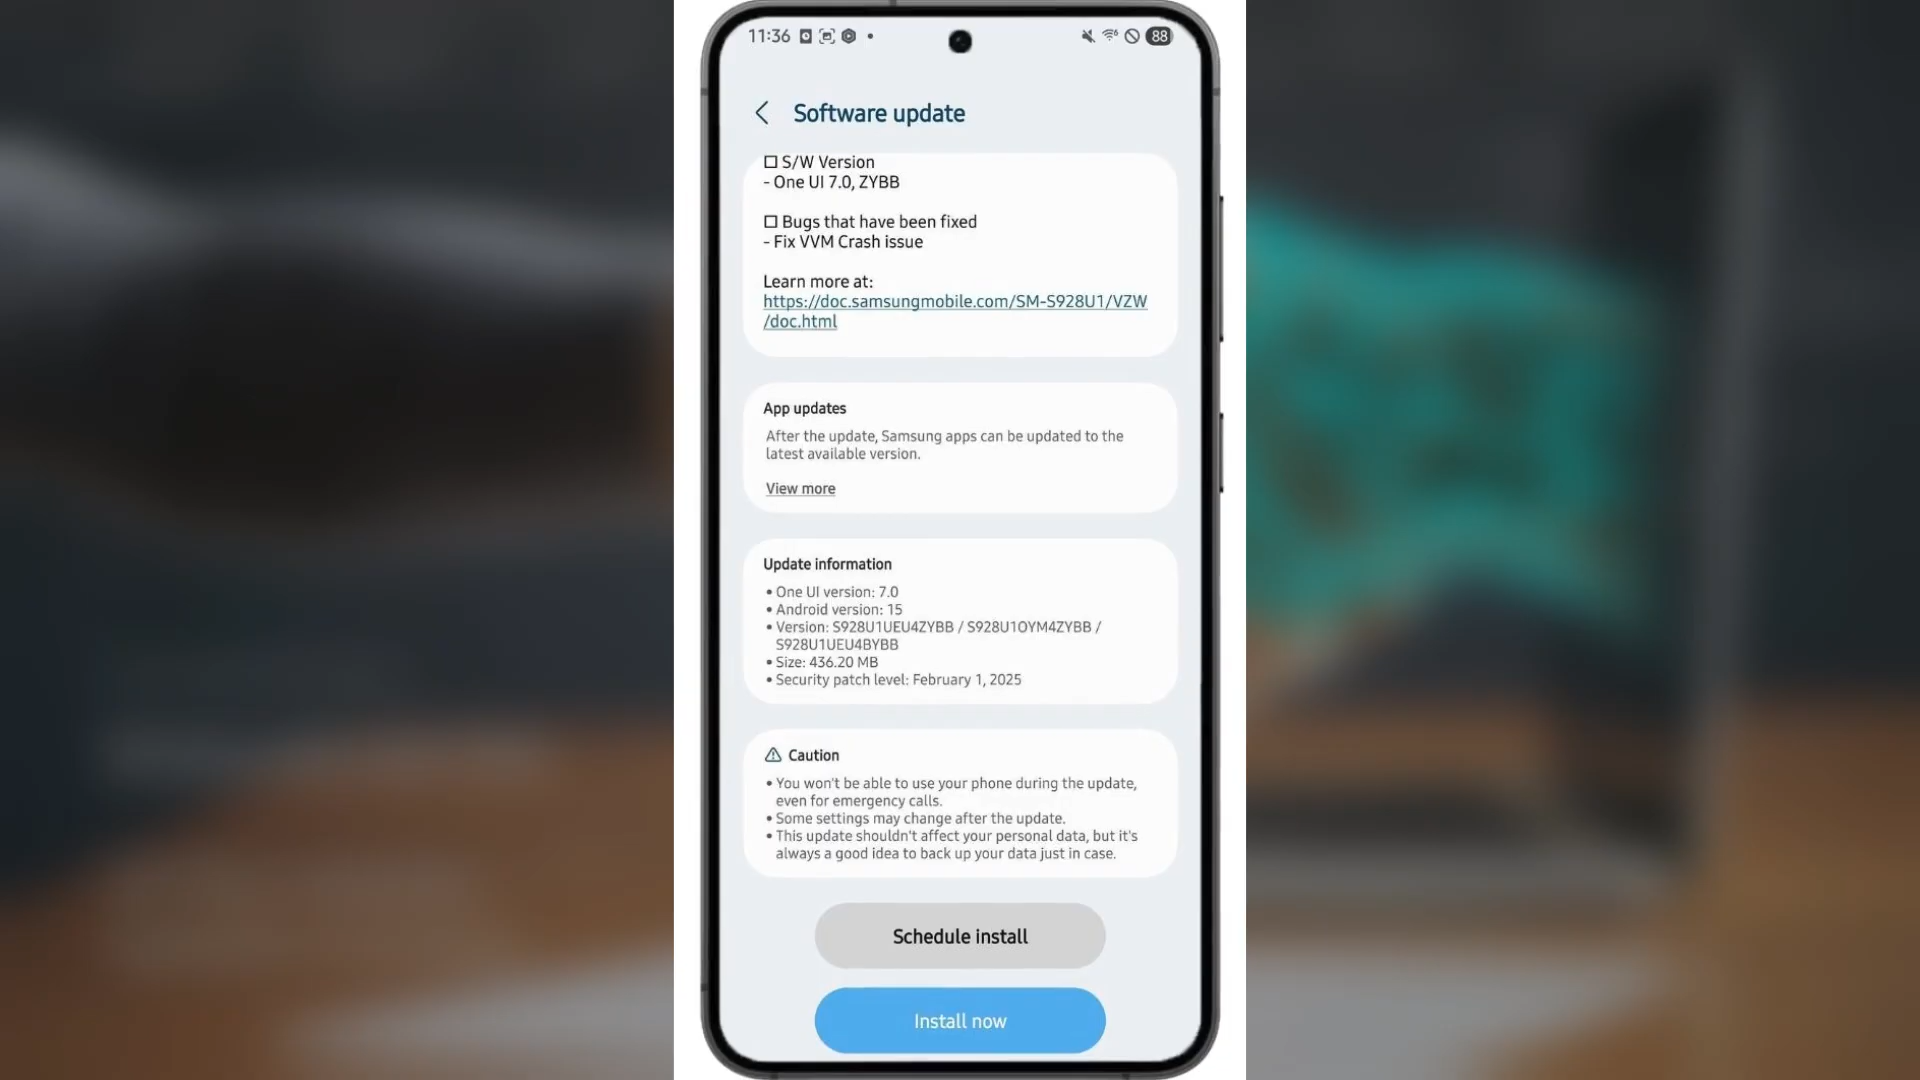 11:36
88
Software update
☐ S/W Version
- One UI 7.0, ZYBB
☐ Bugs that have been fixed
- Fix VVM Crash issue
Learn more at:
https://doc.samsungmobile.com/SM-S928U1/VZW
/doc.html
App updates
After the update, Samsung apps can be updated to the
latest available version.
View more
Update information
• One UI version: 7.0
• Android version: 15
• Version: S928U1UEU4ZYBB / S928U1OYM4ZYBB /
S928U1UEU4BYBB
• Size: 436.20 MB
• Security patch level: February 1, 2025
Caution
• You won't be able to use your phone during the update,
even for emergency calls.
• Some settings may change after the update.
• This update shouldn't affect your personal data, but it's
always a good idea to back up your data just in case.
Schedule install
Install now